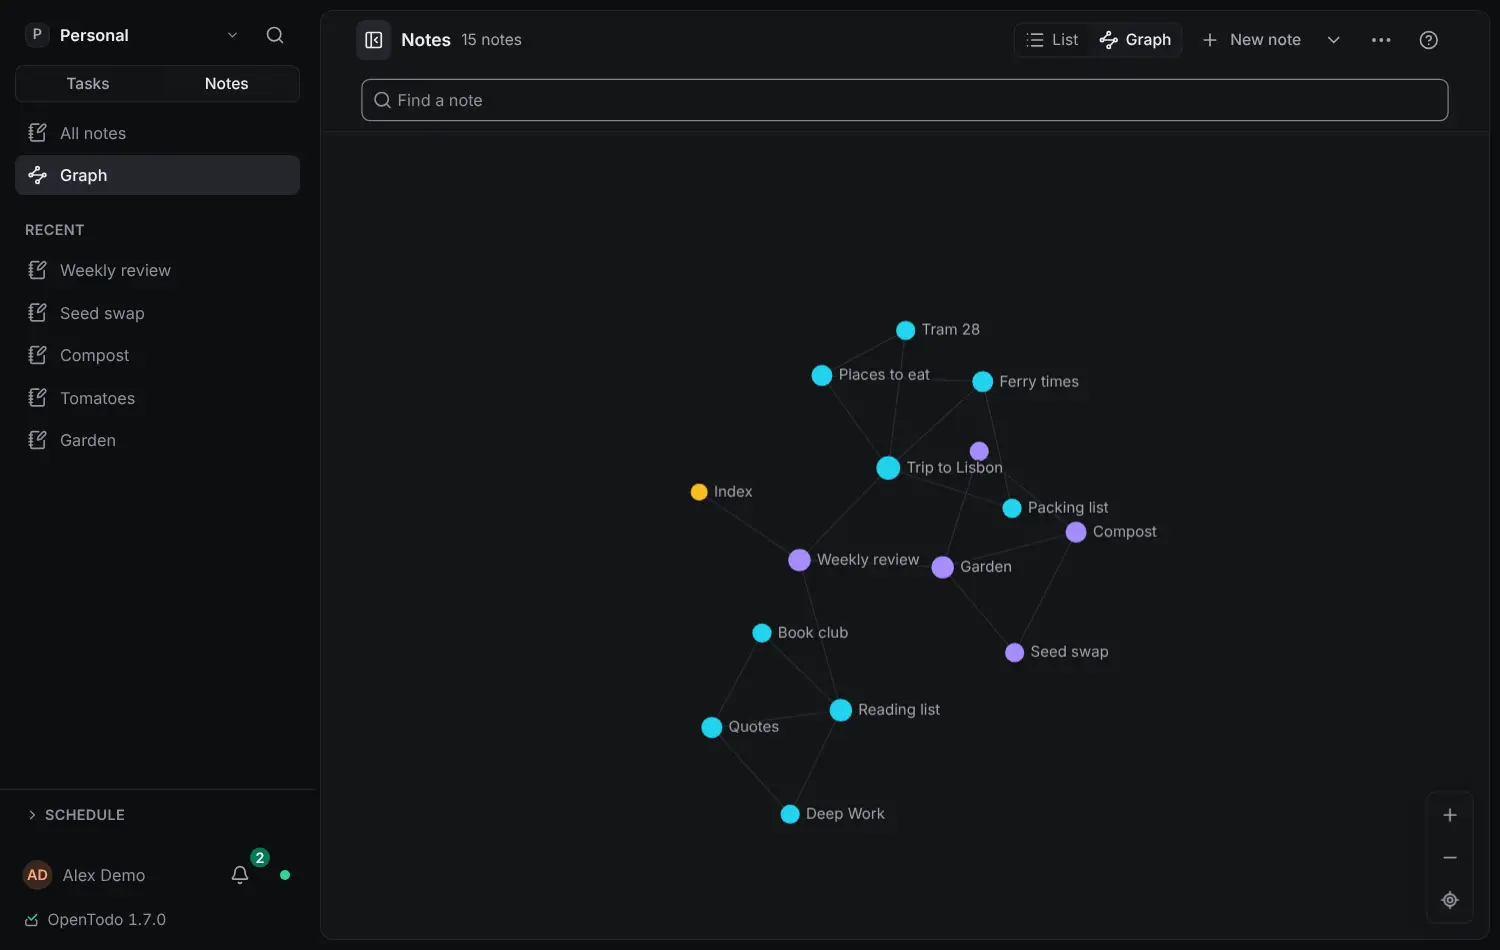 P Personal
Tasks Notes
All notes
Graph
RECENT
Weekly review
Seed swap
Compost
Tomatoes
Garden
SCHEDULE
AD Alex Demo 2
OpenTodo 1.7.0
Notes 15 notes
List Graph New note
Find a note
Tram 28
Places to eat
Ferry times
Trip to Lisbon
Index
Packing list
Compost
Weekly review
Garden
Book club
Seed swap
Reading list
Quotes
Deep Work